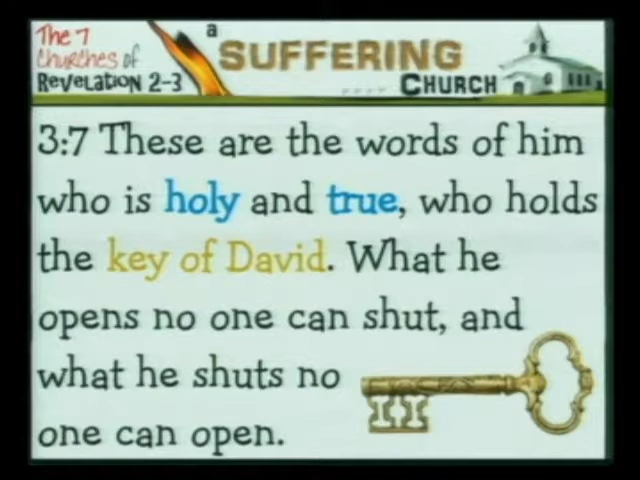 The 7
Churches of
Revelation 2-3
a
SUFFERING
.... CHURCH
3:7 These are the words of him
who is holy and true, who holds
the key of David. What he
opens no one can shut, and
what he shuts no
one can open.